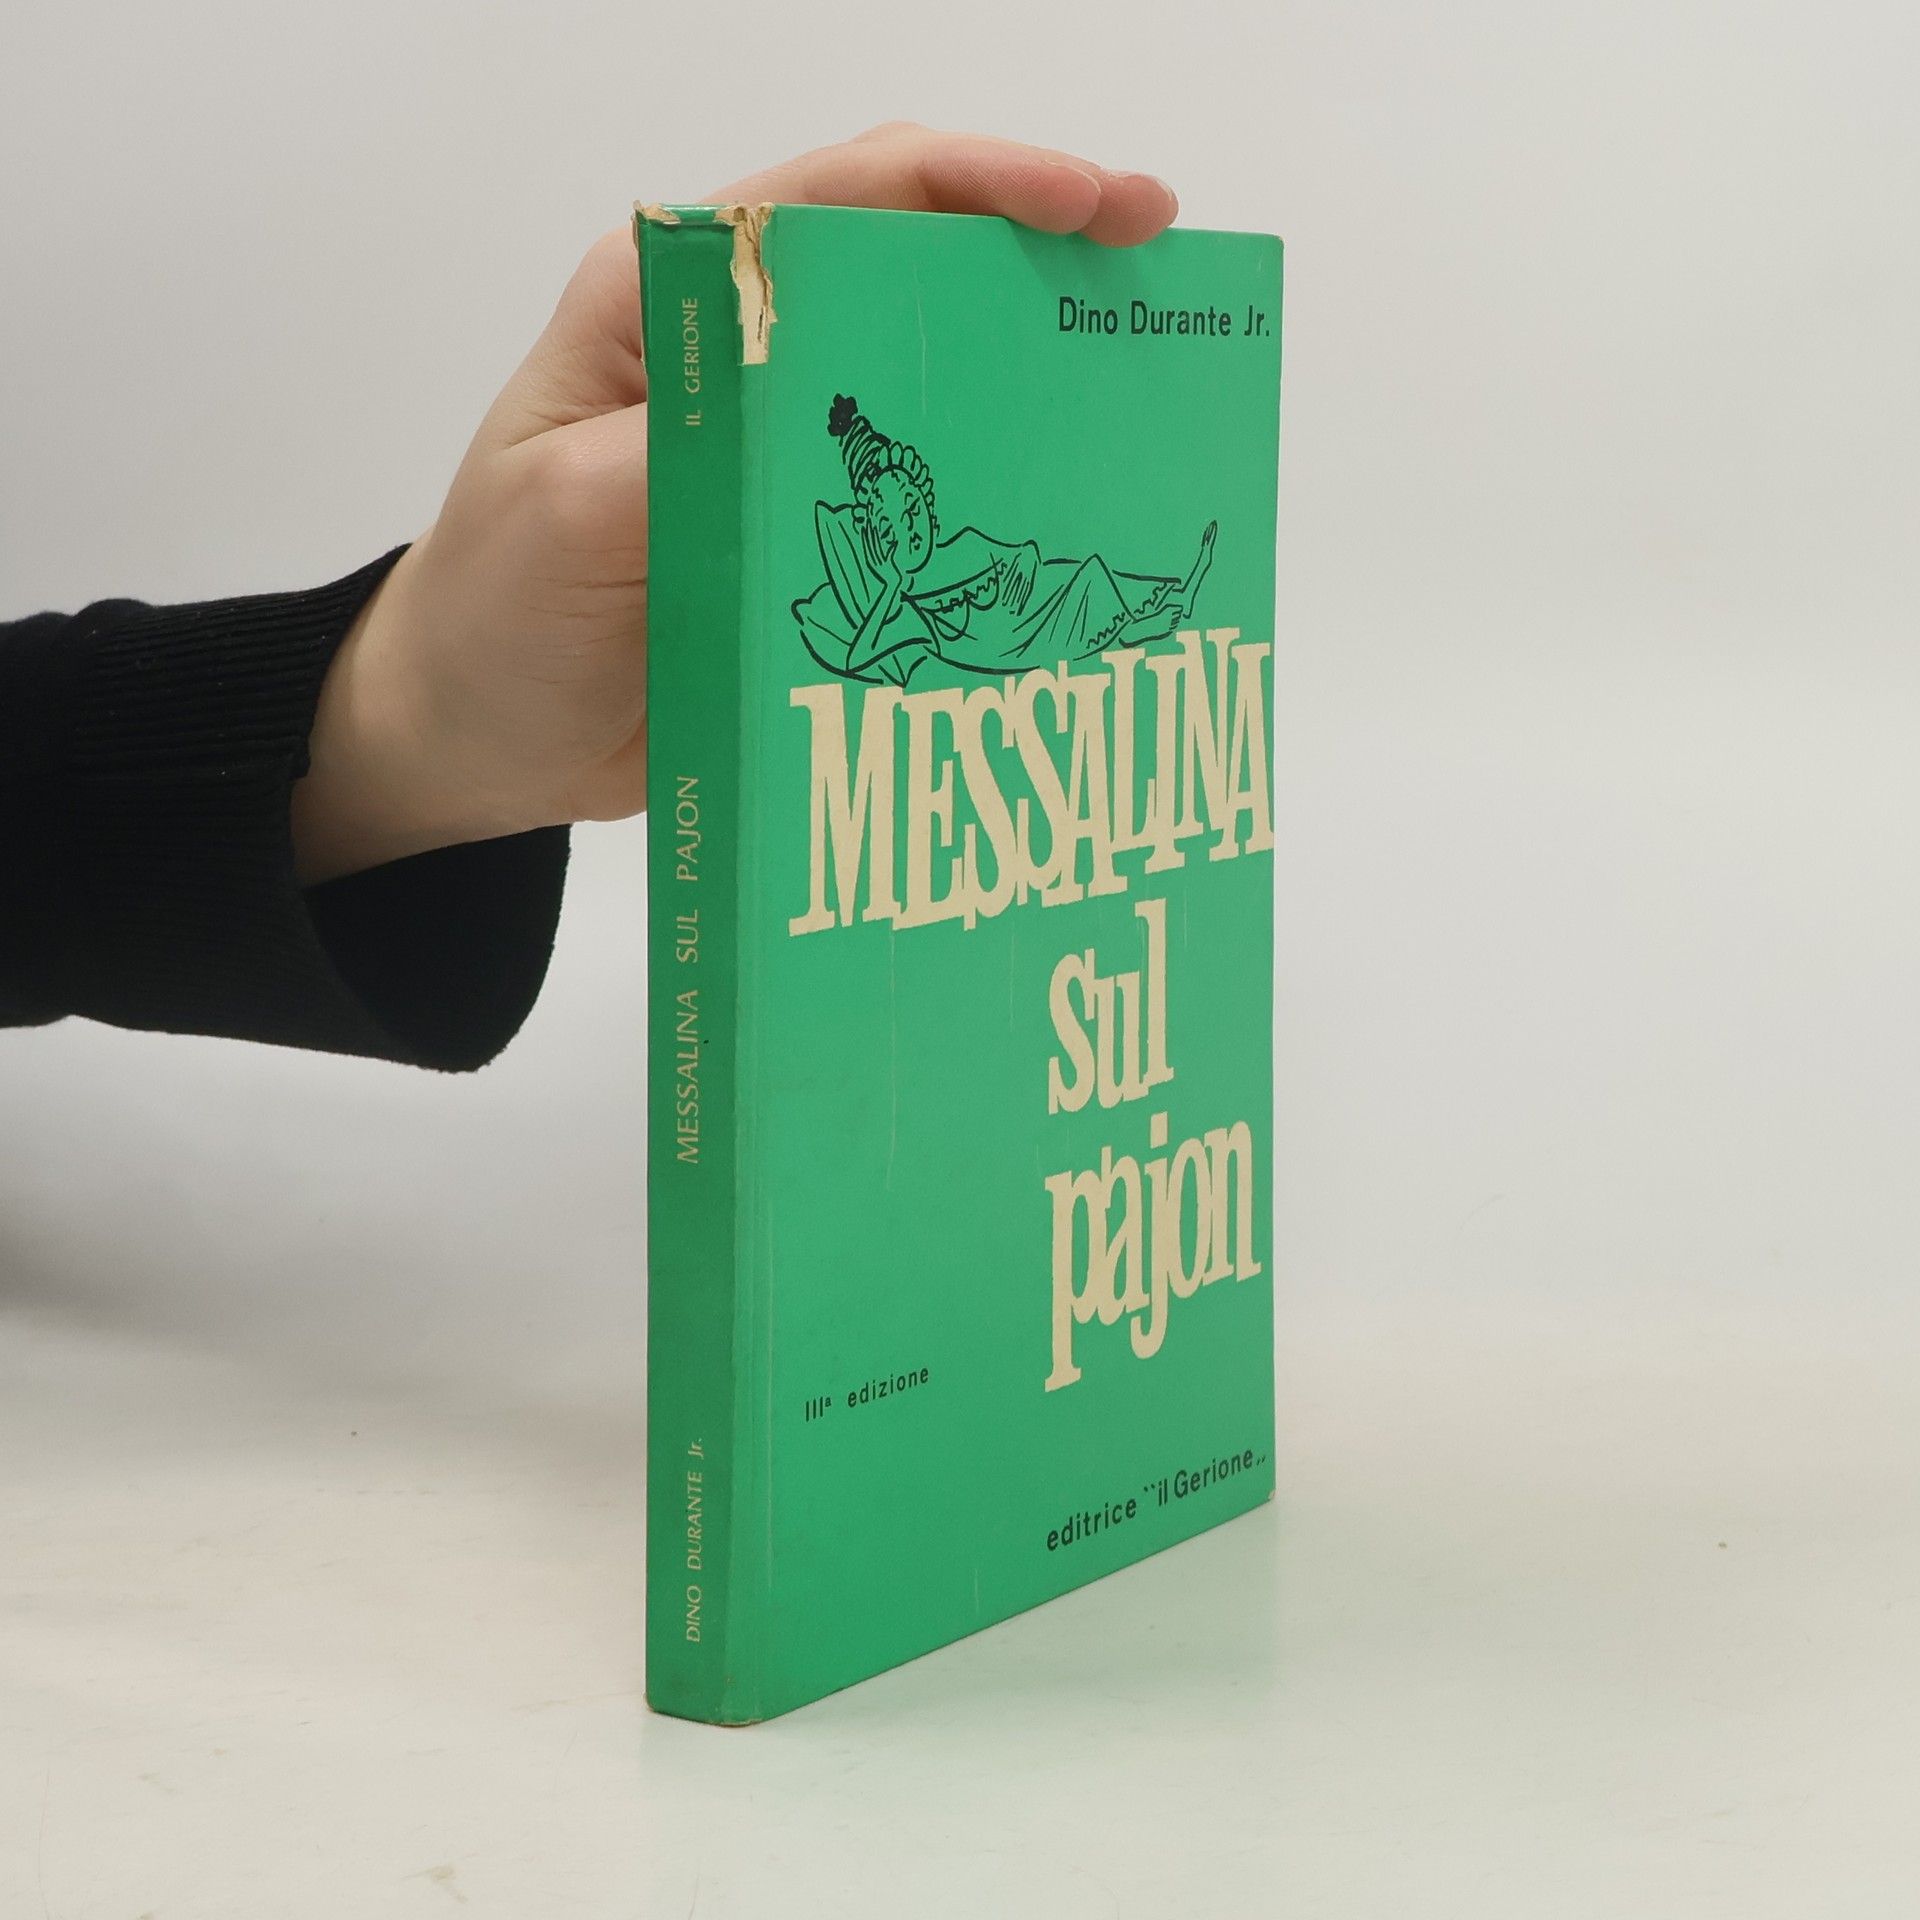 IL GERIONE
MESSALINA SUL PAJON
DINO DURANTE Jr.
Dino Durante Jr.
MESSALINA
sul
pajon
IIIª edizione
editrice ``il Gerione„